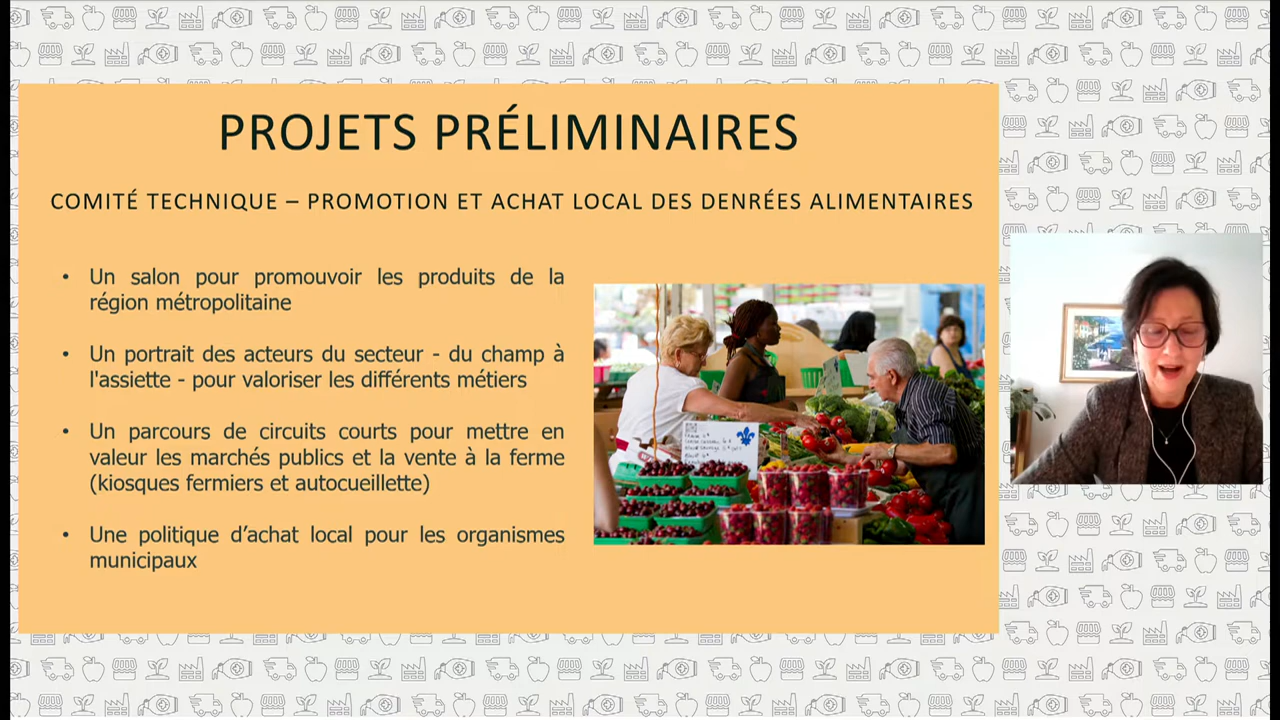 PROJETS PRÉLIMINAIRES
COMITÉ TECHNIQUE – PROMOTION ET ACHAT LOCAL DES DENRÉES ALIMENTAIRES
• Un salon pour promouvoir les produits de la
région métropolitaine
• Un portrait des acteurs du secteur - du champ à
l'assiette - pour valoriser les différents métiers
• Un parcours de circuits courts pour mettre en
valeur les marchés publics et la vente à la ferme
(kiosques fermiers et autocueillette)
• Une politique d’achat local pour les organismes
municipaux